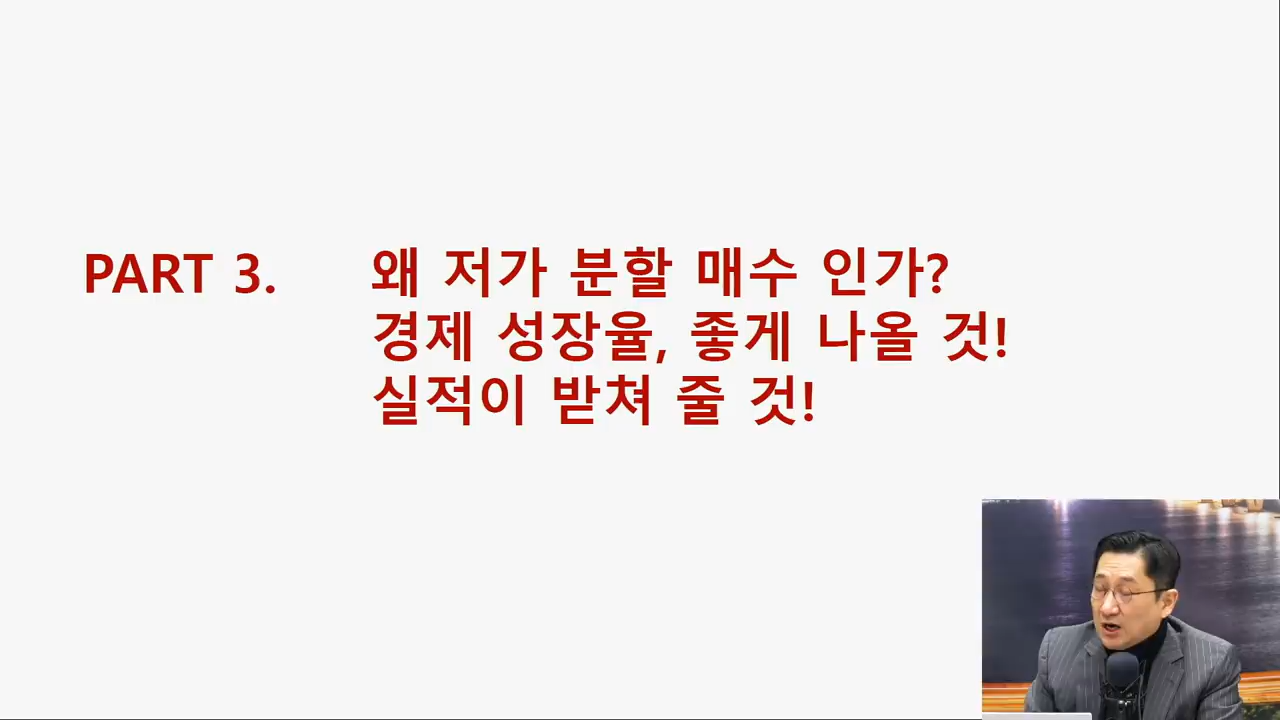 PART 3. 왜 저가 분할 매수 인가?
경제 성장율, 좋게 나올 것!
실적이 받쳐 줄 것!